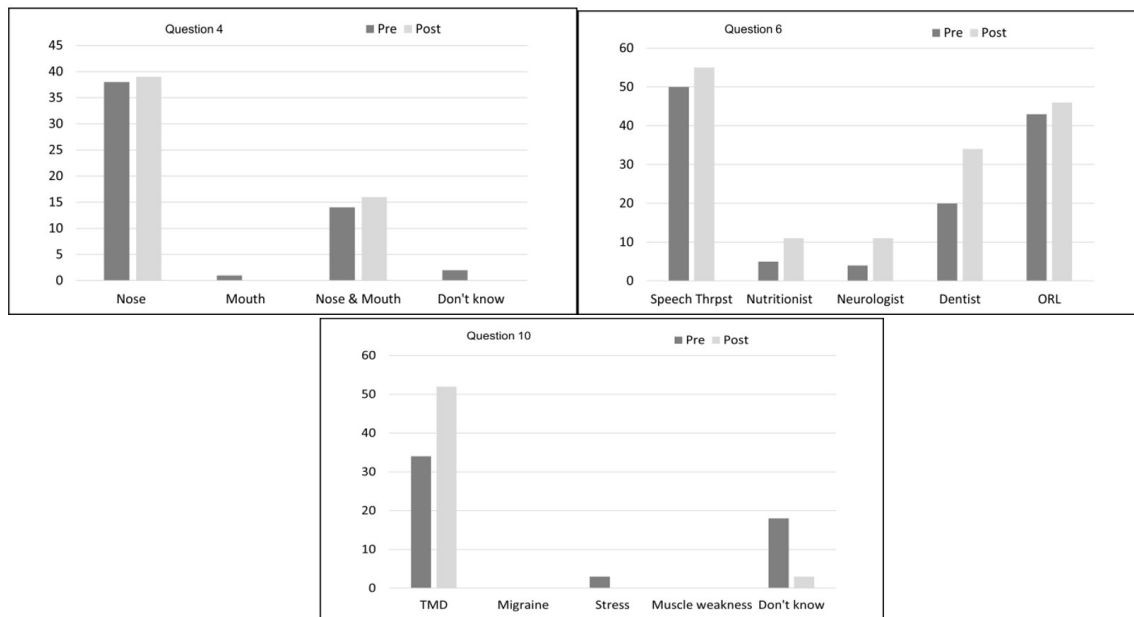 Question 4
Pre Post
45
40
35
30
25
20
15
10
5
0
Nose Mouth Nose & Mouth Don't know
Question 6
Pre Post
60
50
40
30
20
10
0
Speech Thrpst Nutritionist Neurologist Dentist ORL
Question 10
Pre Post
60
50
40
30
20
10
0
TMD Migraine Stress Muscle weakness Don't know